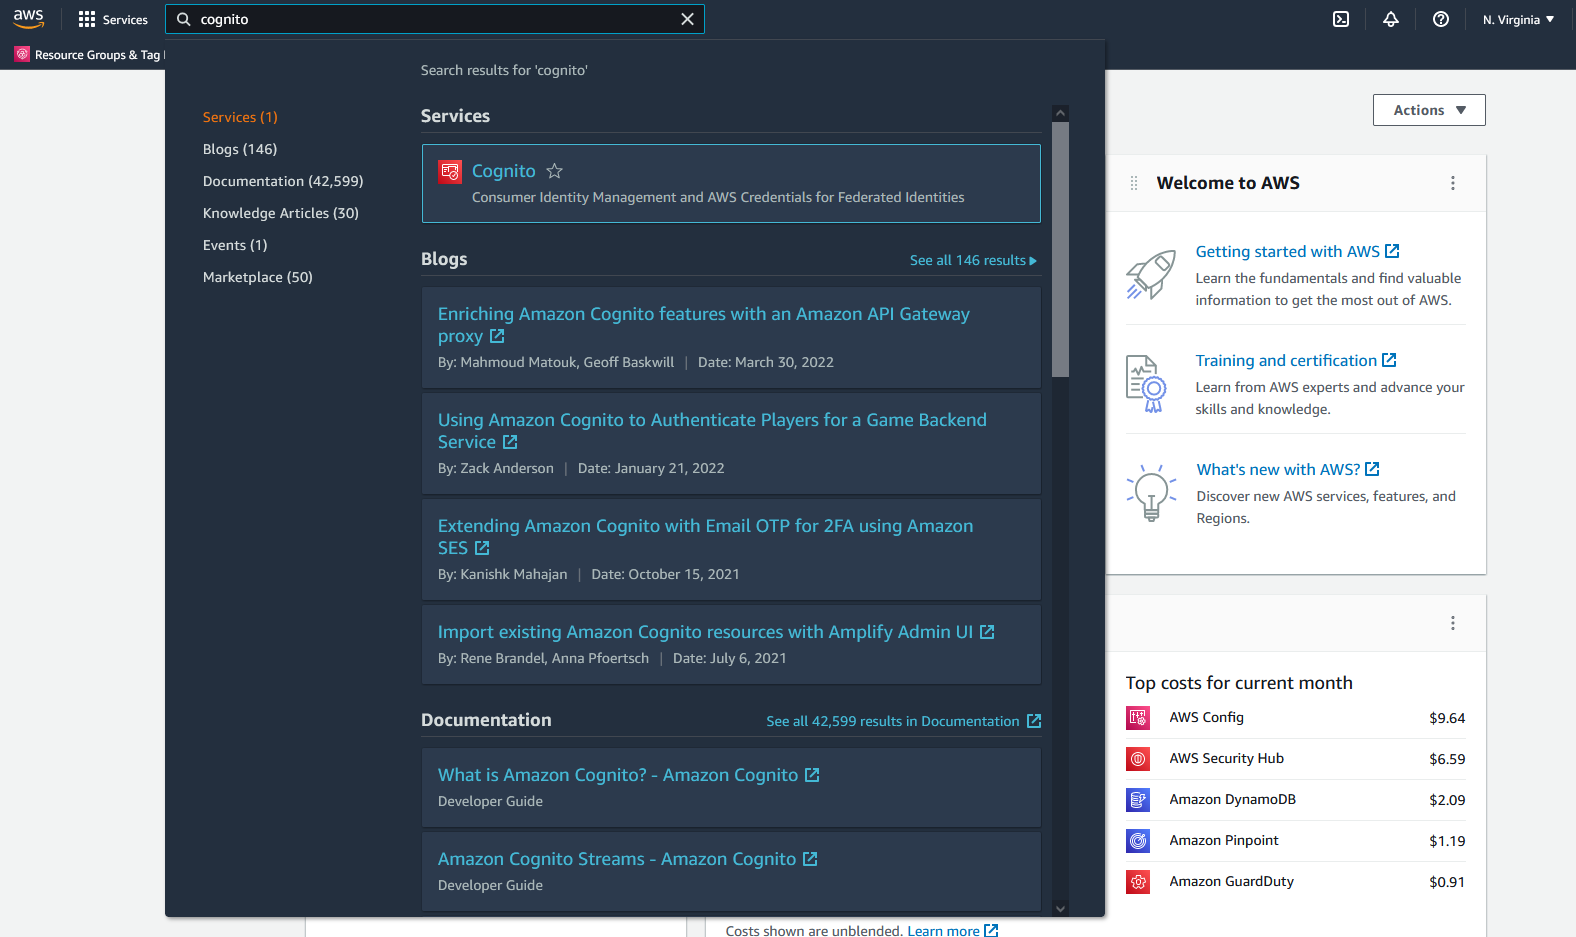 aws
Services
cognito
N. Virginia
Resource Groups & Tag
Search results for 'cognito'
Services (1)
Blogs (146)
Documentation (42,599)
Knowledge Articles (30)
Events (1)
Marketplace (50)
Services
Cognito
Consumer Identity Management and AWS Credentials for Federated Identities
Blogs
See all 146 results
Enriching Amazon Cognito features with an Amazon API Gateway
proxy
By: Mahmoud Matouk, Geoff Baskwill | Date: March 30, 2022
Using Amazon Cognito to Authenticate Players for a Game Backend
Service
By: Zack Anderson | Date: January 21, 2022
Extending Amazon Cognito with Email OTP for 2FA using Amazon
SES
By: Kanishk Mahajan | Date: October 15, 2021
Import existing Amazon Cognito resources with Amplify Admin UI
By: Rene Brandel, Anna Pfoertsch | Date: July 6, 2021
Documentation
See all 42,599 results in Documentation
What is Amazon Cognito? - Amazon Cognito
Developer Guide
Amazon Cognito Streams - Amazon Cognito
Developer Guide
Actions
Welcome to AWS
Getting started with AWS
Learn the fundamentals and find valuable
information to get the most out of AWS.
Training and certification
Learn from AWS experts and advance your
skills and knowledge.
What's new with AWS?
Discover new AWS services, features, and
Regions.
Top costs for current month
AWS Config $9.64
AWS Security Hub $6.59
Amazon DynamoDB $2.09
Amazon Pinpoint $1.19
Amazon GuardDuty $0.91
Costs shown are unblended. Learn more